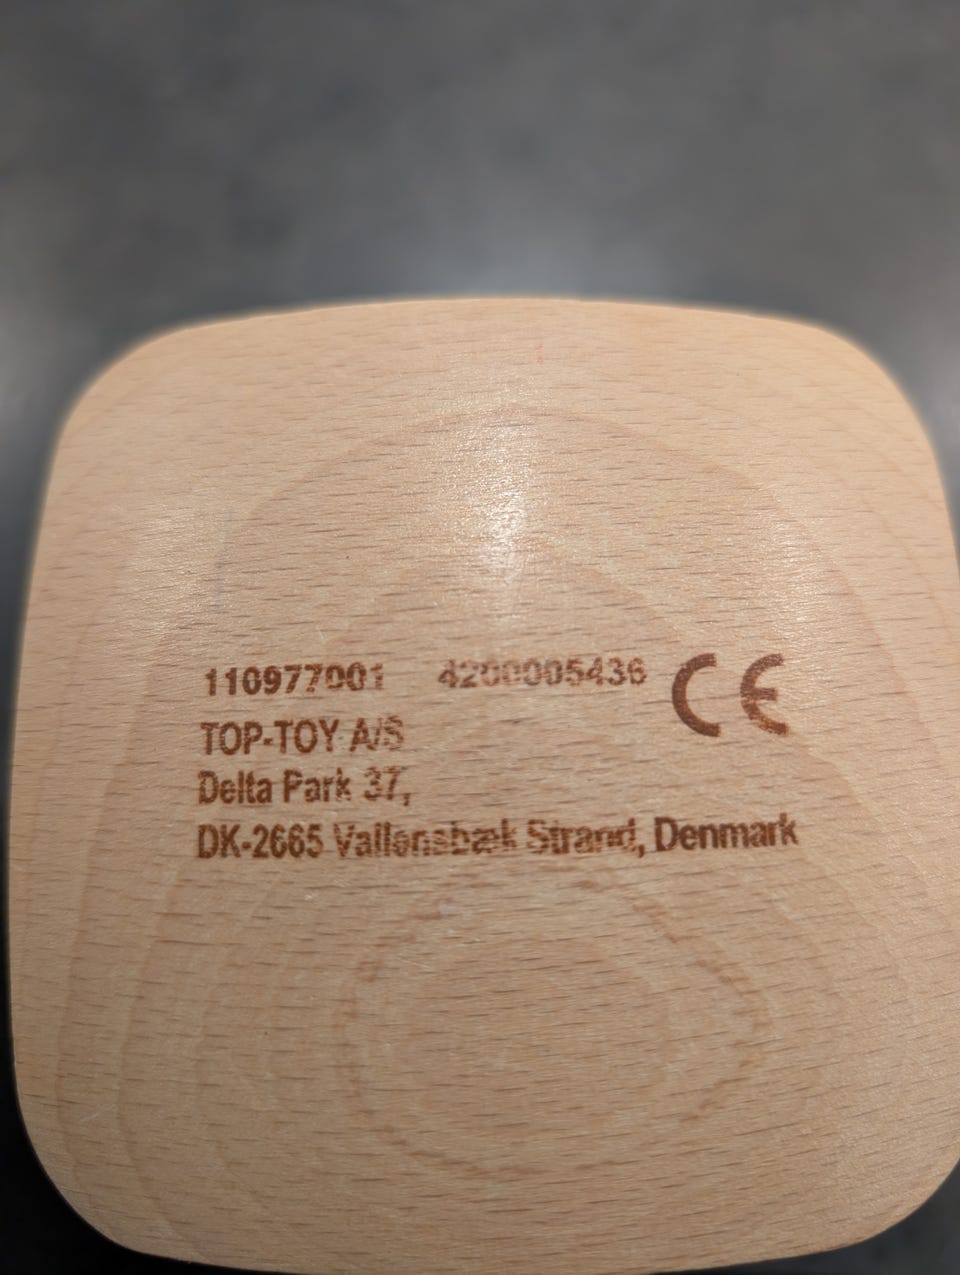 110977001 4200005436 CE
TOP-TOY A/S
Delta Park 37,
DK-2665 Vallensbæk Strand, Denmark